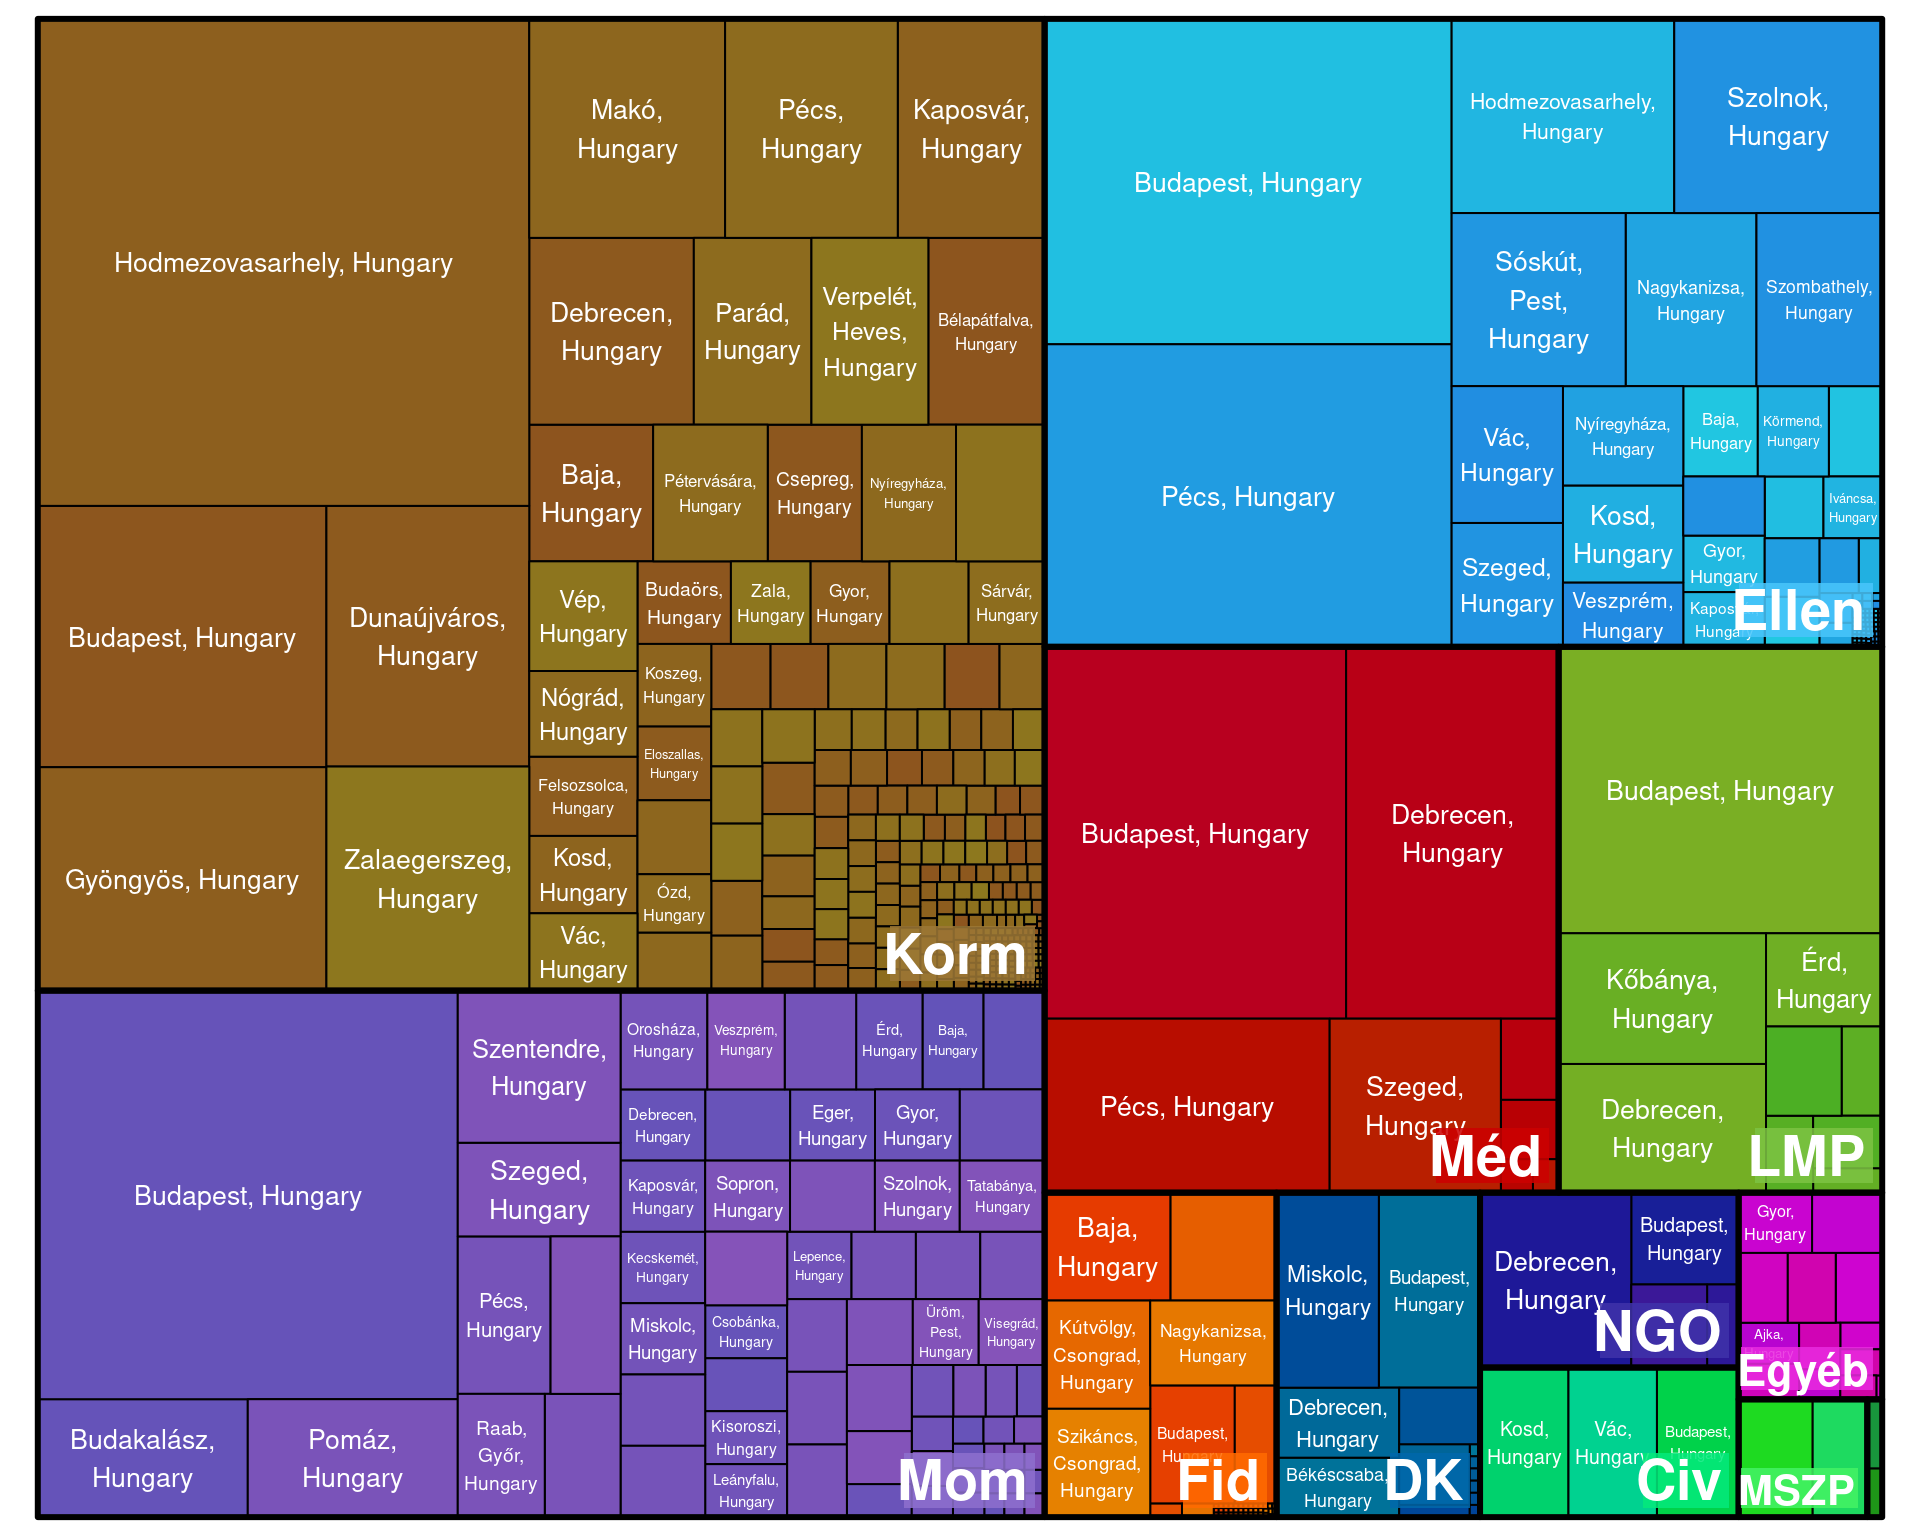 Hodmezovasarhely, Hungary
Makó,
Hungary
Pécs,
Hungary
Kaposvár,
Hungary
Debrecen,
Hungary
Parád,
Hungary
Verpelét,
Heves,
Hungary
Bélapátfalva,
Hungary
Baja,
Hungary
Pétervására,
Hungary
Csepreg,
Hungary
Nyíregyháza,
Hungary
Budapest, Hungary
Dunaújváros,
Hungary
Gyöngyös, Hungary
Zalaegerszeg,
Hungary
Vép,
Hungary
Budaörs,
Hungary
Zala,
Hungary
Gyor,
Hungary
Sárvár,
Hungary
Nógrád,
Hungary
Koszeg,
Hungary
Felsozsolca,
Hungary
Eloszallas,
Hungary
Kosd,
Hungary
Ózd,
Hungary
Vác,
Hungary
Korm
Budapest, Hungary
Hodmezovasarhely,
Hungary
Szolnok,
Hungary
Pécs, Hungary
Sóskút,
Pest,
Hungary
Nagykanizsa,
Hungary
Szombathely,
Hungary
Vác,
Hungary
Nyíregyháza,
Hungary
Baja,
Hungary
Körmend,
Hungary
Iváncsa,
Hungary
Kosd,
Hungary
Szeged,
Hungary
Gyor,
Hungary
Veszprém,
Hungary
Kapos
Hungary
Ellen
Budapest, Hungary
Szentendre,
Hungary
Szeged,
Hungary
Pécs,
Hungary
Budakalász,
Hungary
Pomáz,
Hungary
Raab,
Győr,
Hungary
Orosháza,
Hungary
Veszprém,
Hungary
Érd,
Hungary
Baja,
Hungary
Debrecen,
Hungary
Eger,
Hungary
Gyor,
Hungary
Kaposvár,
Hungary
Sopron,
Hungary
Szolnok,
Hungary
Tatabánya,
Hungary
Kecskemét,
Hungary
Lepence,
Hungary
Miskolc,
Hungary
Csobánka,
Hungary
Üröm,
Pest,
Hungary
Visegrád,
Hungary
Kisoroszi,
Hungary
Leányfalu,
Hungary
Mom
Budapest, Hungary
Debrecen,
Hungary
Pécs, Hungary
Szeged,
Hungary
Méd
Budapest, Hungary
Kőbánya,
Hungary
Érd,
Hungary
Debrecen,
Hungary
LMP
Baja,
Hungary
Kútvölgy,
Csongrad,
Hungary
Nagykanizsa,
Hungary
Szikáncs,
Csongrad,
Hungary
Budapest,
Hungary
Fid
Miskolc,
Hungary
Budapest,
Hungary
Debrecen,
Hungary
Békéscsaba,
Hungary
DK
Debrecen,
Hungary
Budapest,
Hungary
NGO
Kosd,
Hungary
Vác,
Hungary
Budapest,
Hungary
Civ
Gyor,
Hungary
Ajka,
Hungary
Egyéb
MSZP